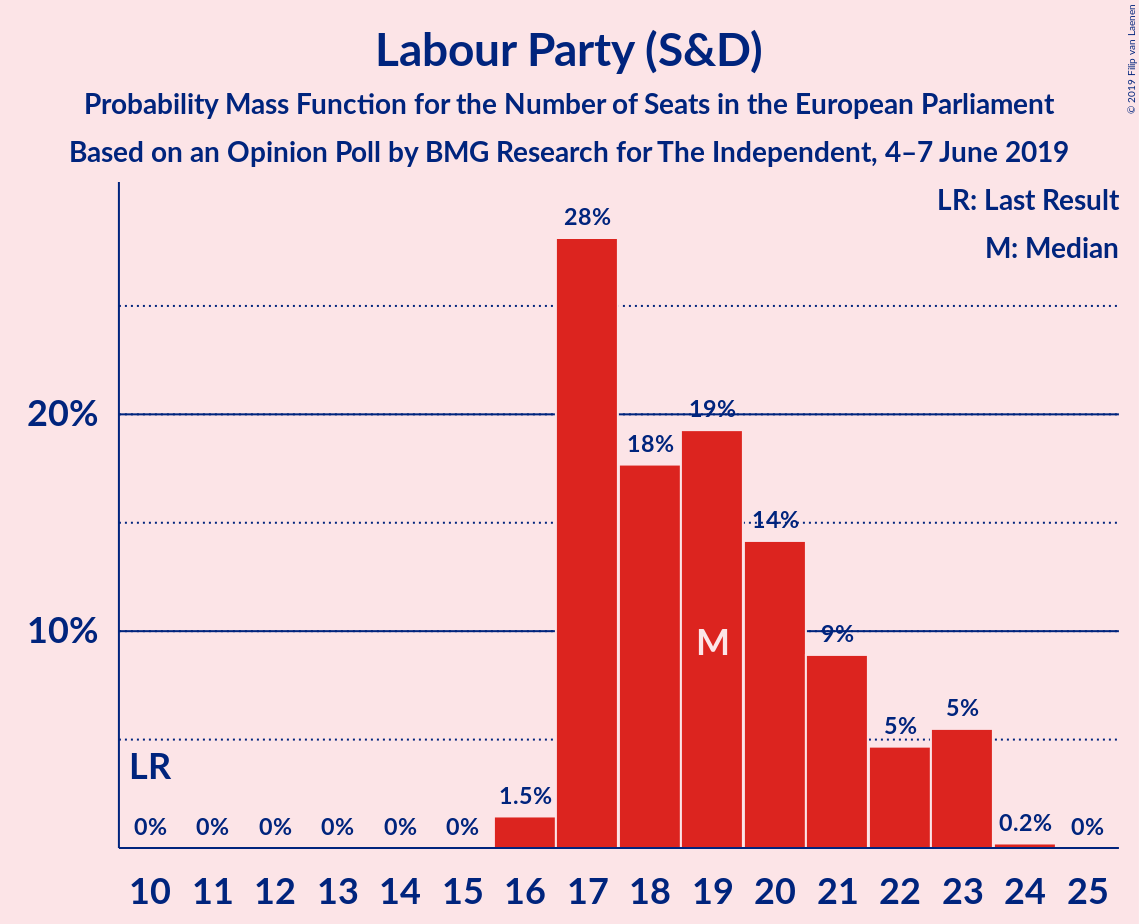 Labour Party (S&D)
Probability Mass Function for the Number of Seats in the European Parliament
Based on an Opinion Poll by BMG Research for The Independent, 4–7 June 2019
© 2019 Filip van Laenen
LR: Last Result
M: Median
28%
20%
19%
18%
14%
10%
9%
M
5%
5%
LR
1.5%
0%
0%
0%
0%
0%
0%
0.2%
0%
10 11 12 13 14 15 16 17 18 19 20 21 22 23 24 25